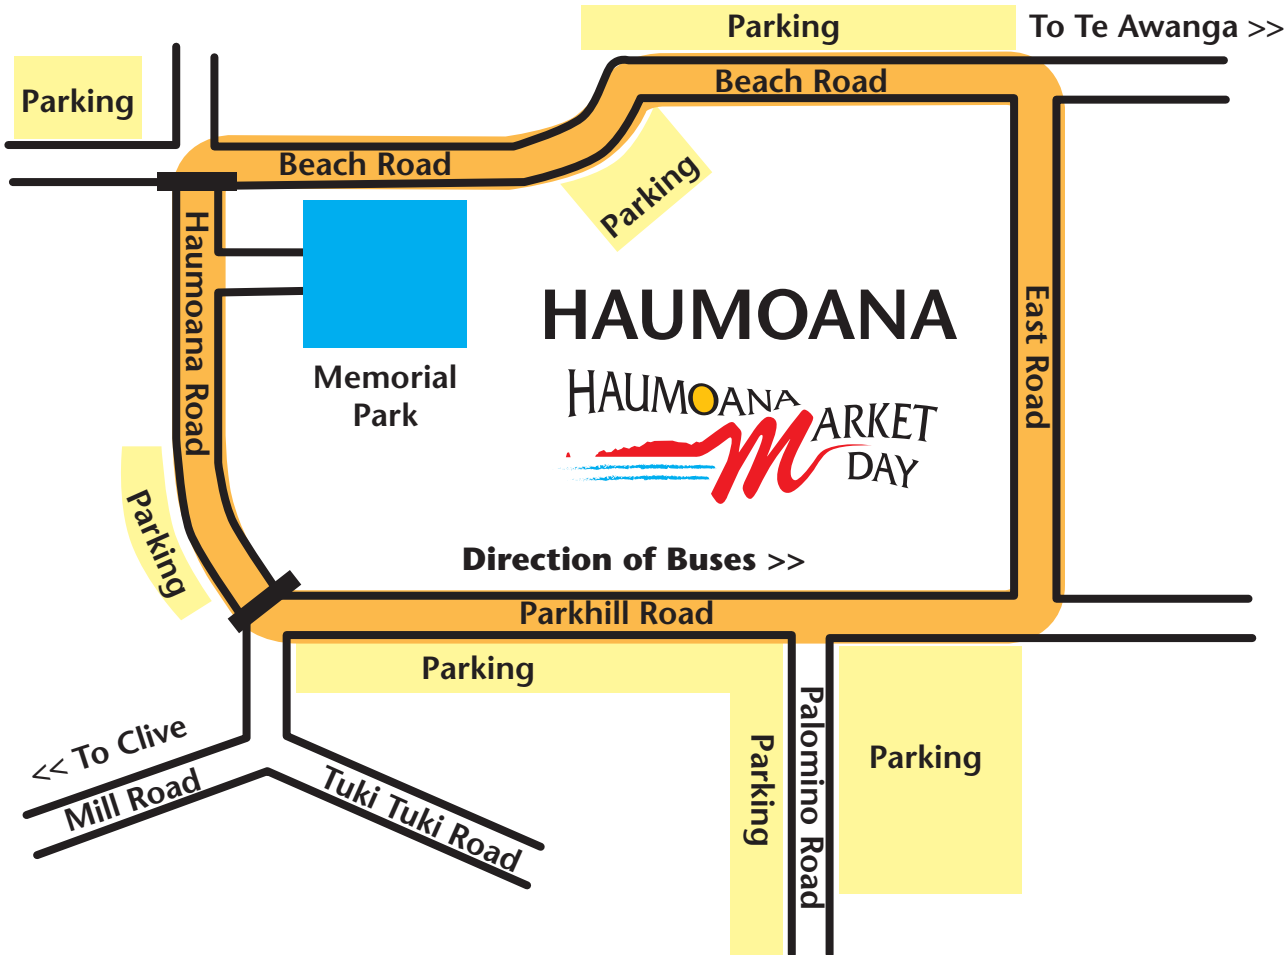 Parking
To Te Awanga >>
Beach Road
Parking
Beach Road
Parking
Haumoana Road
HAUMOANA
East Road
Memorial
Park
HAUMOANA
MARKET
DAY
Parking
Direction of Buses >>
Parkhill Road
Parking
<< To Clive
Mill Road
Tuki Tuki Road
Parking
Palomino Road
Parking